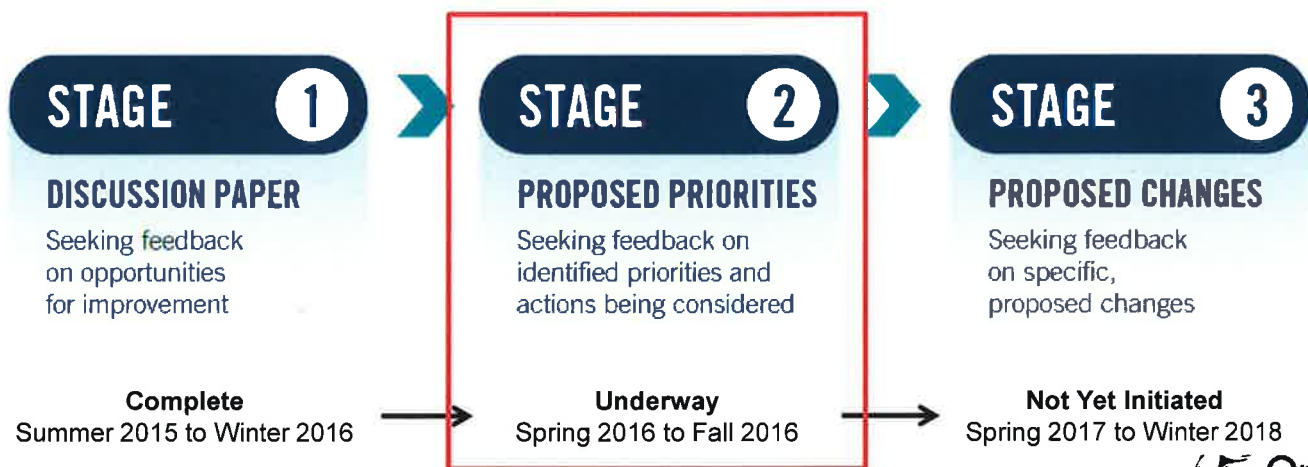 STAGE 1
DISCUSSION PAPER
Seeking feedback
on opportunities
for improvement
Complete
Summer 2015 to Winter 2016
STAGE 2
PROPOSED PRIORITIES
Seeking feedback on
identified priorities and
actions being considered
Underway
Spring 2016 to Fall 2016
STAGE 3
PROPOSED CHANGES
Seeking feedback
on specific,
proposed changes
Not Yet Initiated
Spring 2017 to Winter 2018